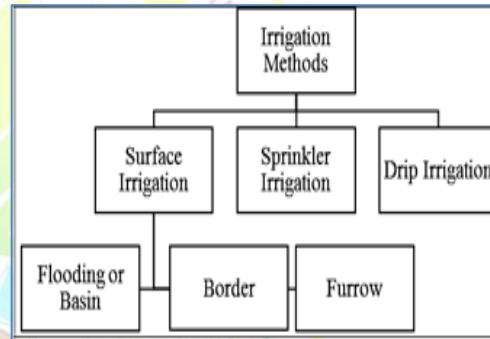 Irrigation
Methods
Surface
Irrigation
Sprinkler
Irrigation
Drip Irrigation
Flooding or
Basin
Border
Furrow